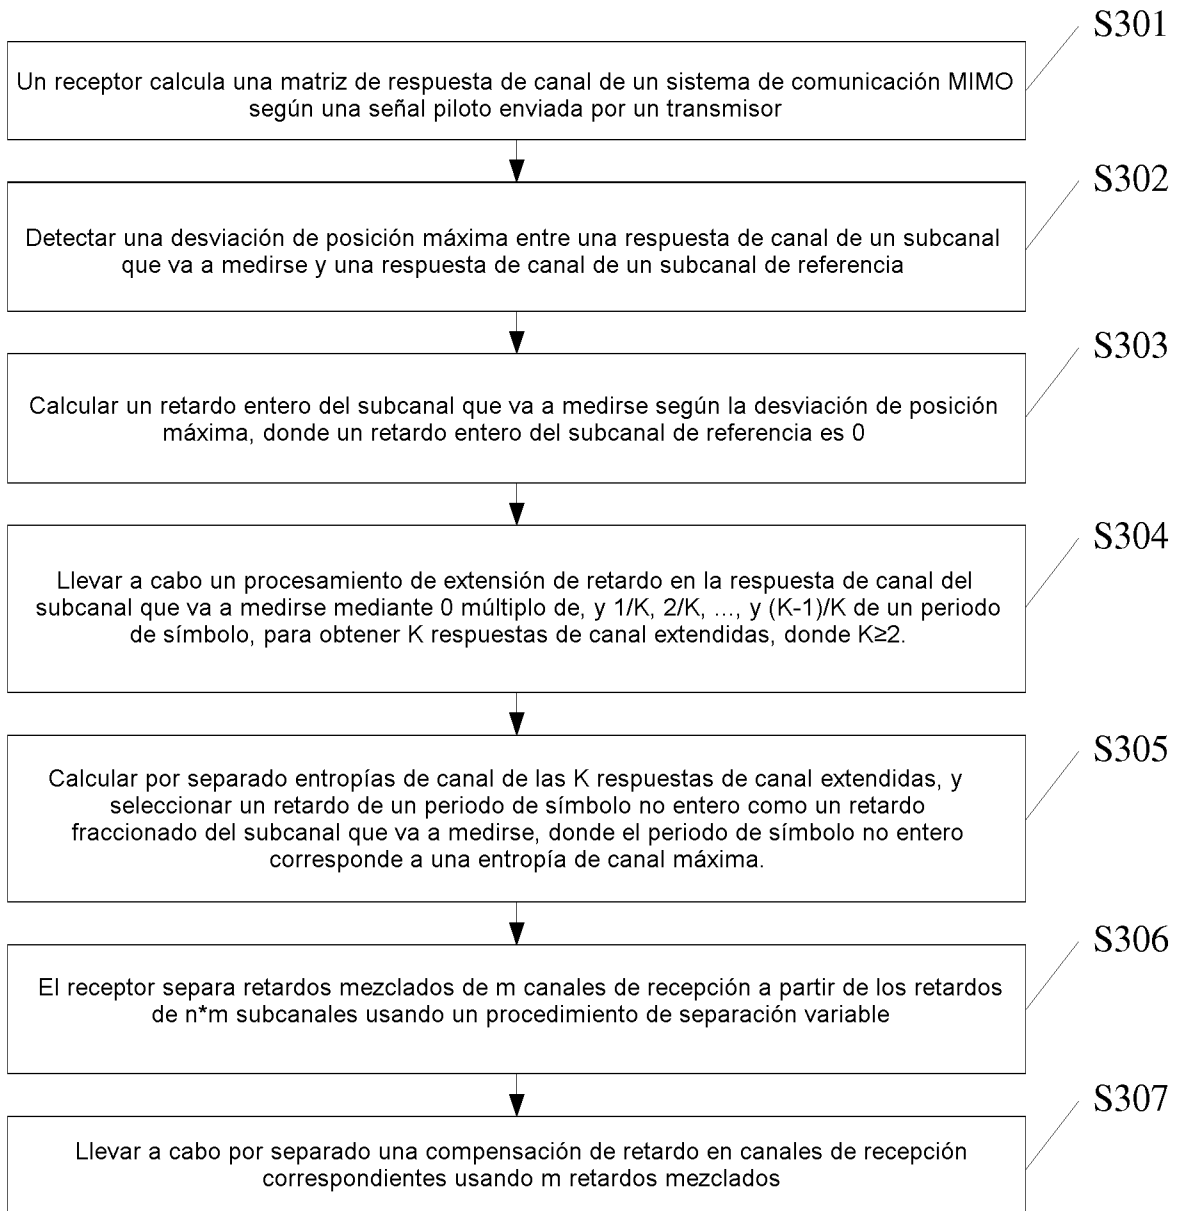 S301
Un receptor calcula una matriz de respuesta de canal de un sistema de comunicación MIMO
según una señal piloto enviada por un transmisor
S302
Detectar una desviación de posición máxima entre una respuesta de canal de un subcanal
que va a medirse y una respuesta de canal de un subcanal de referencia
S303
Calcular un retardo entero del subcanal que va a medirse según la desviación de posición
máxima, donde un retardo entero del subcanal de referencia es 0
S304
Llevar a cabo un procesamiento de extensión de retardo en la respuesta de canal del
subcanal que va a medirse mediante 0 múltiplo de, y 1/K, 2/K, ..., y (K-1)/K de un periodo
de símbolo, para obtener K respuestas de canal extendidas, donde K≥2.
S305
Calcular por separado entropías de canal de las K respuestas de canal extendidas, y
seleccionar un retardo de un periodo de símbolo no entero como un retardo
fraccionado del subcanal que va a medirse, donde el periodo de símbolo no entero
corresponde a una entropía de canal máxima.
S306
El receptor separa retardos mezclados de m canales de recepción a partir de los retardos
de n*m subcanales usando un procedimiento de separación variable
S307
Llevar a cabo por separado una compensación de retardo en canales de recepción
correspondientes usando m retardos mezclados